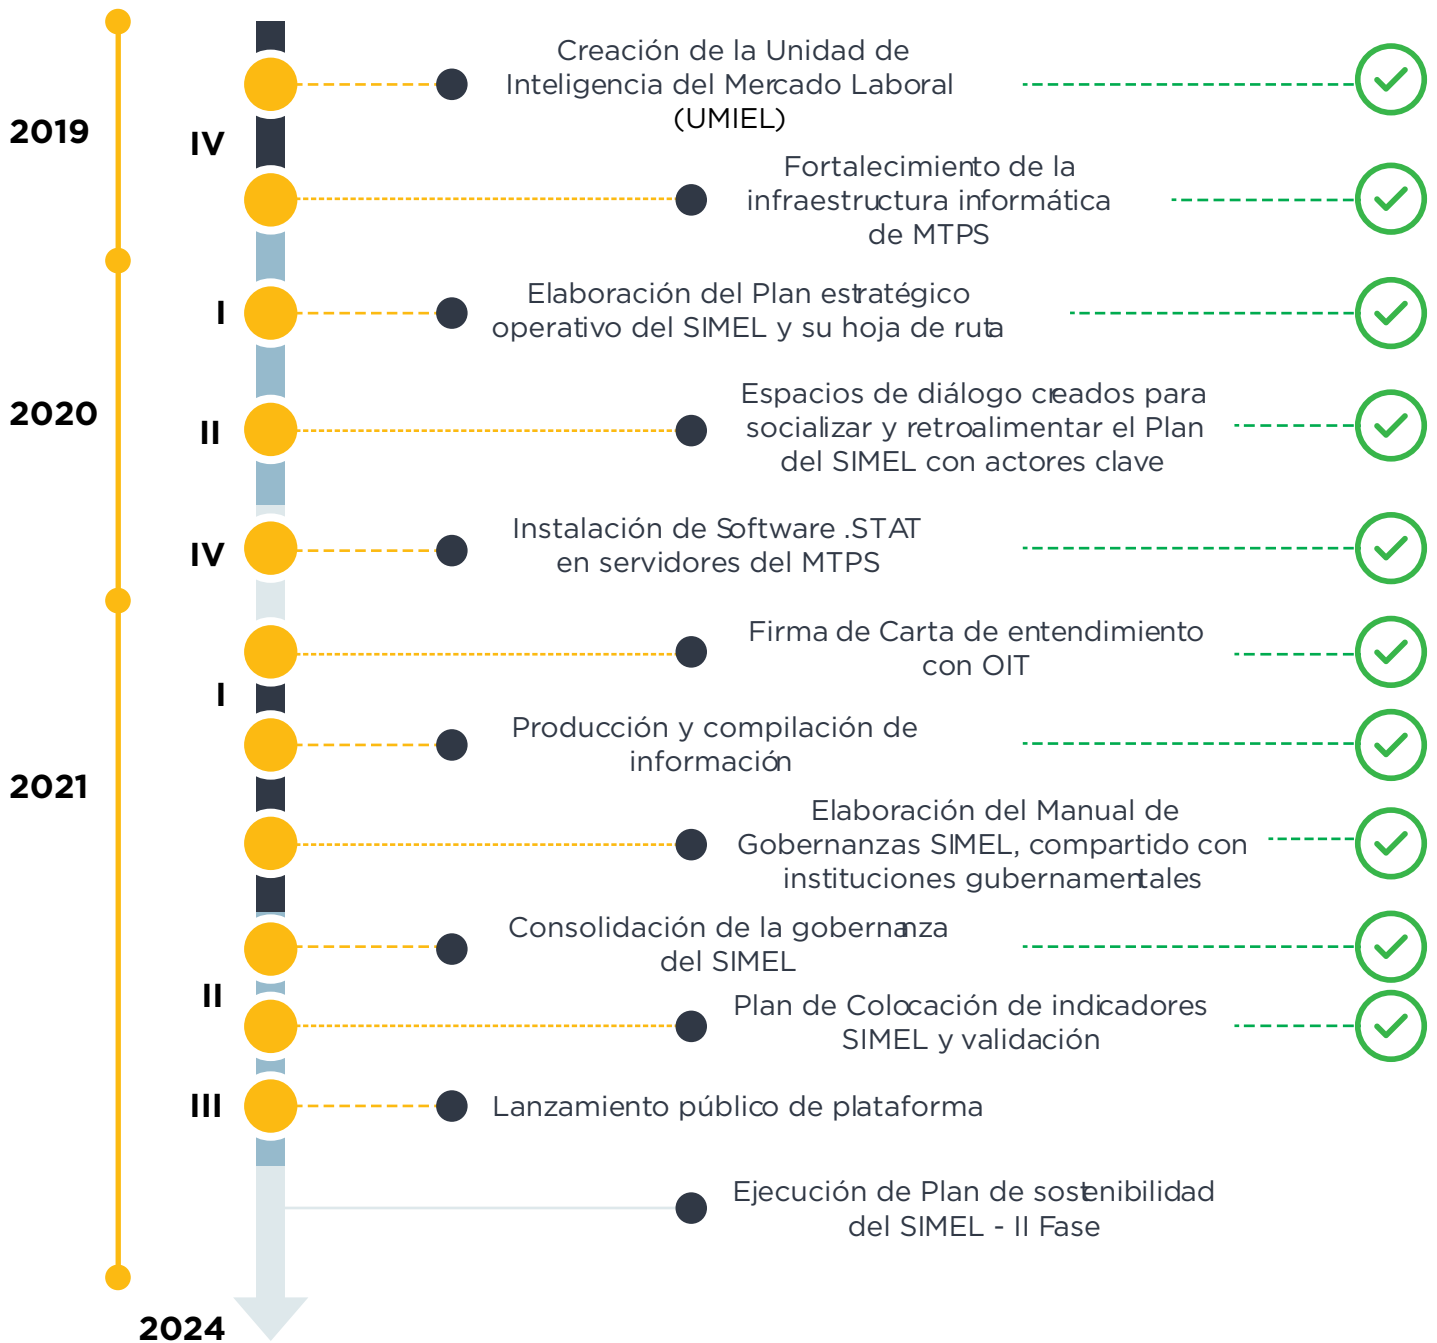 2019
IV
Creación de la Unidad de
Inteligencia del Mercado Laboral
(UMIEL)
Fortalecimiento de la
infraestructura informática
de MTPS
2020
I
Elaboración del Plan estratégico
operativo del SIMEL y su hoja de ruta
II
Espacios de diálogo creados para
socializar y retroalimentar el Plan
del SIMEL con actores clave
IV
Instalación de Software .STAT
en servidores del MTPS
2021
I
Firma de Carta de entendimiento
con OIT
Producción y compilación de
información
Elaboración del Manual de
Gobernanzas SIMEL, compartido con
instituciones gubernamentales
II
Consolidación de la gobernanza
del SIMEL
Plan de Colocación de indicadores
SIMEL y validación
III
Lanzamiento público de plataforma
Ejecución de Plan de sostenibilidad
del SIMEL - II Fase
2024